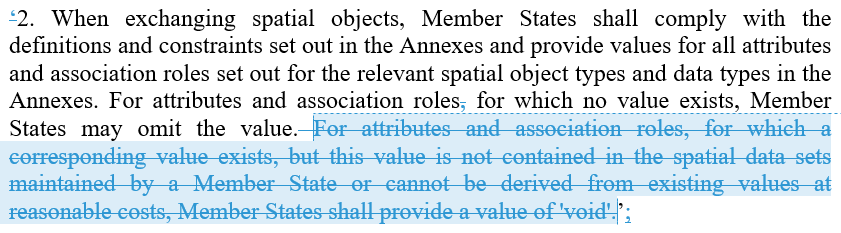 ‘2. When exchanging spatial objects, Member States shall comply with the
definitions and constraints set out in the Annexes and provide values for all attributes
and association roles set out for the relevant spatial object types and data types in the
Annexes. For attributes and association roles, for which no value exists, Member
States may omit the value. For attributes and association roles, for which a
corresponding value exists, but this value is not contained in the spatial data sets
maintained by a Member State or cannot be derived from existing values at
reasonable costs, Member States shall provide a value of 'void'.’;